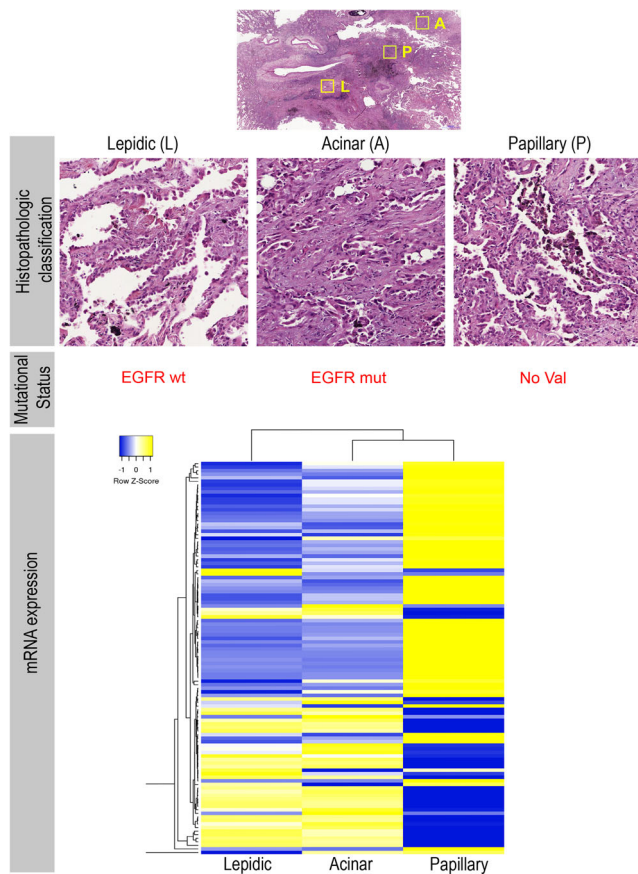 A
P
L
Lepidic (L)
Acinar (A)
Papillary (P)
Histopathologic
classification
Mutational
Status
EGFR wt
EGFR mut
No Val
mRNA expression
-1 0 1
Row Z-Score
Lepidic
Acinar
Papillary